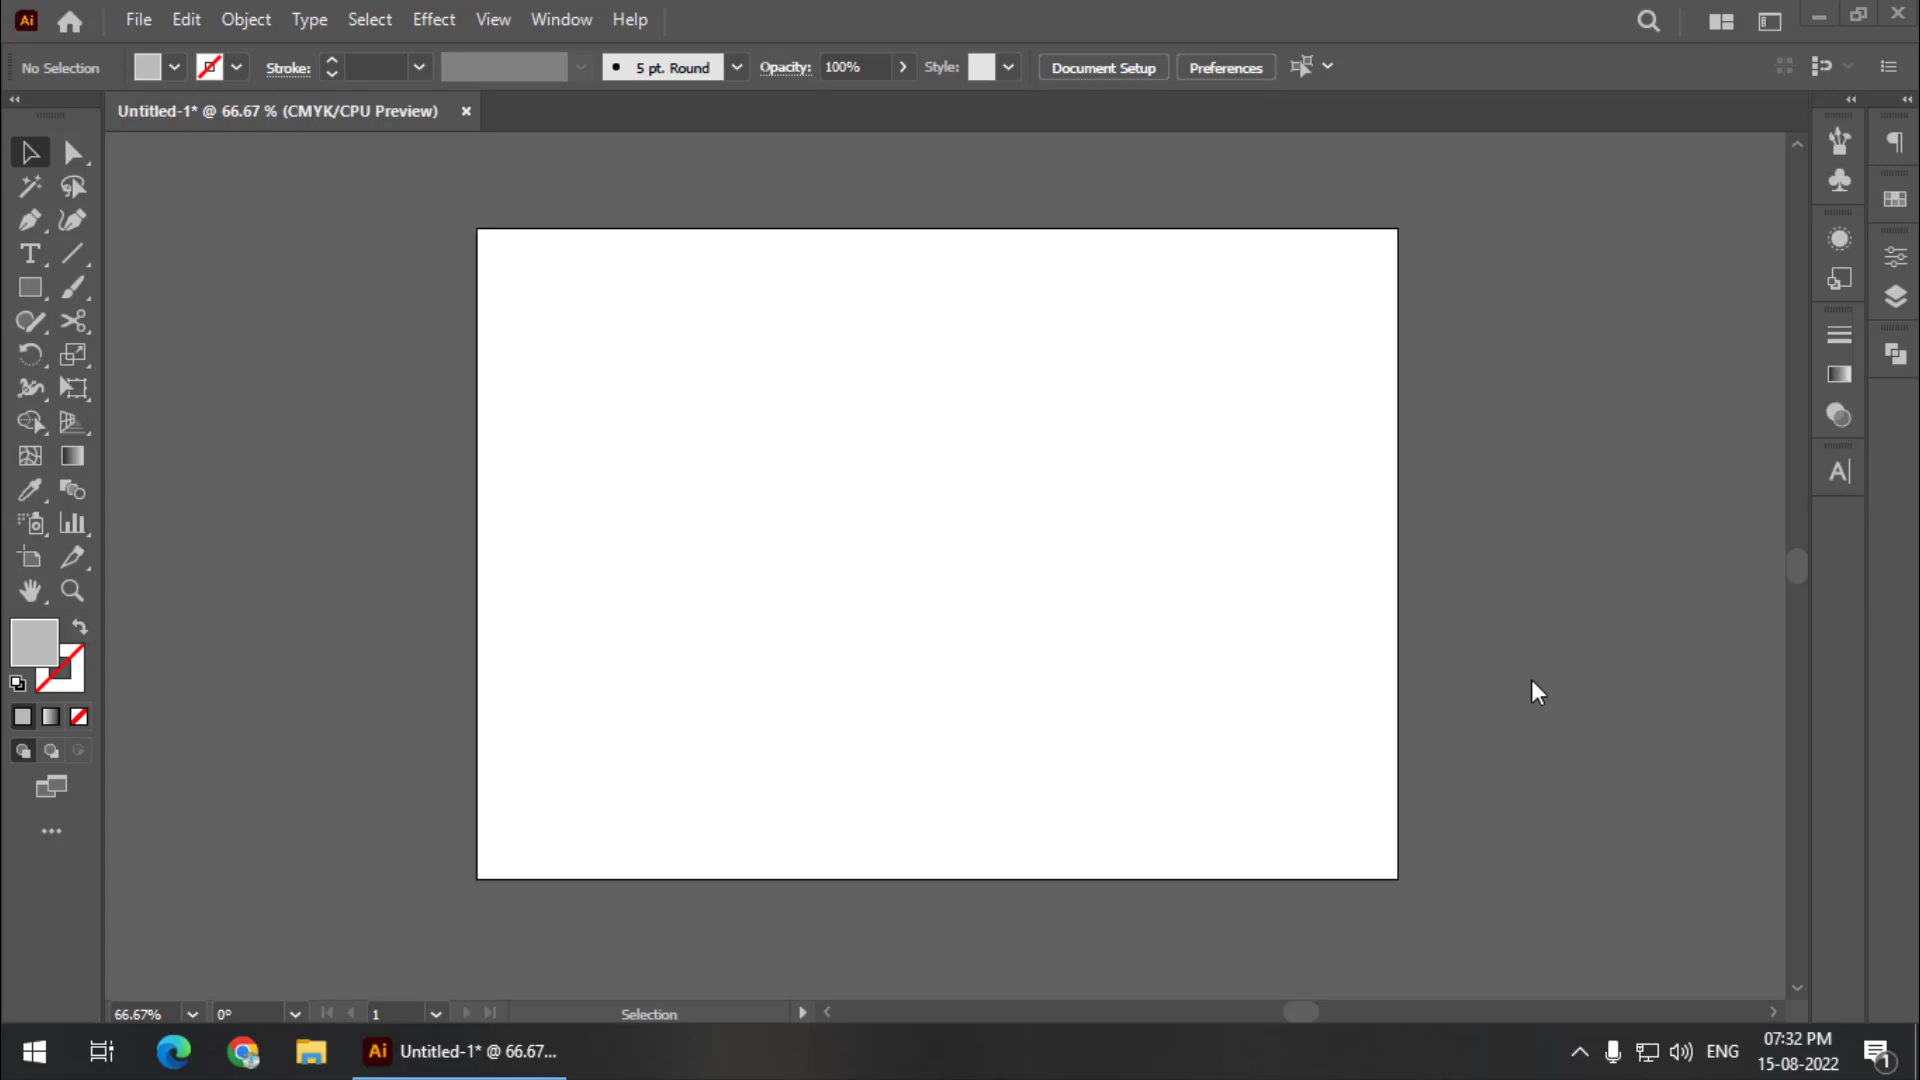 Ai File Edit Object Type Select Effect View Window Help
No Selection Stroke: 5 pt. Round Opacity: 100% Style: Document Setup Preferences
Untitled-1* @ 66.67 % (CMYK/CPU Preview) ×
T
A
66.67% 0° 1 Selection
Ai Untitled-1* @ 66.67... ENG 07:32 PM
15-08-2022
1